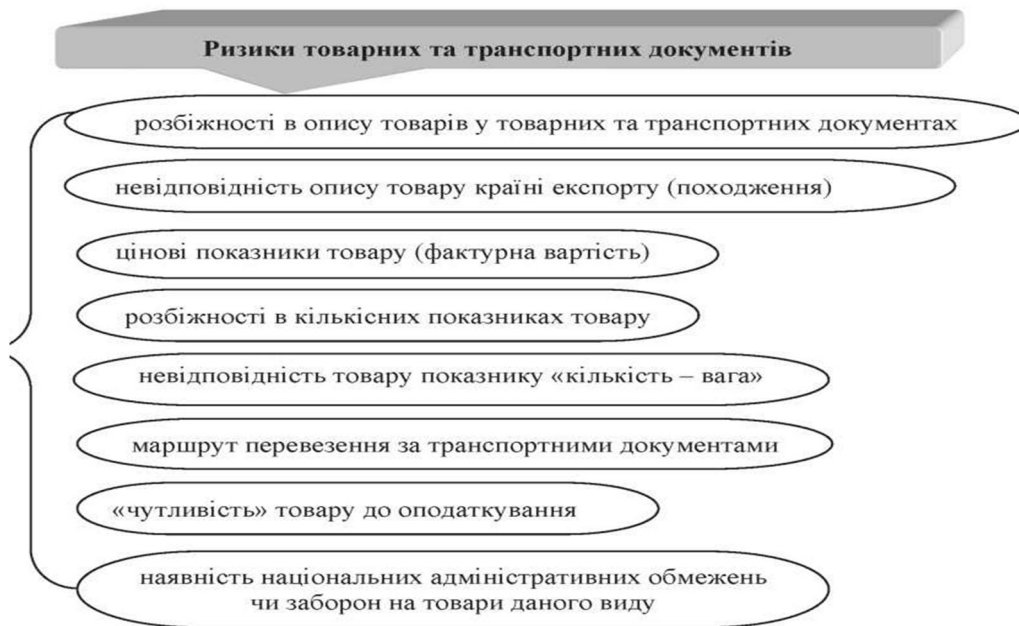 Ризики товарних та транспортних документів
розбіжності в опису товарів у товарних та транспортних документах
невідповідність опису товару країні експорту (походження)
цінові показники товару (фактурна вартість)
розбіжності в кількісних показниках товару
невідповідність товару показнику «кількість – вага»
маршрут перевезення за транспортними документами
«чутливість» товару до оподаткування
наявність національних адміністративних обмежень
чи заборон на товари даного виду